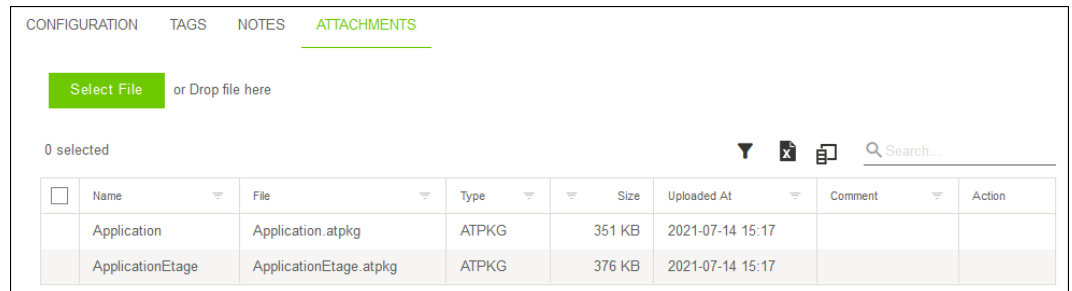 CONFIGURATION TAGS NOTES ATTACHMENTS
Select File or Drop file here
0 selected Search...
Name File Type Size Uploaded At Comment Action
Application Application.atpkg ATPKG 351 KB 2021-07-14 15:17
ApplicationEtage ApplicationEtage.atpkg ATPKG 376 KB 2021-07-14 15:17